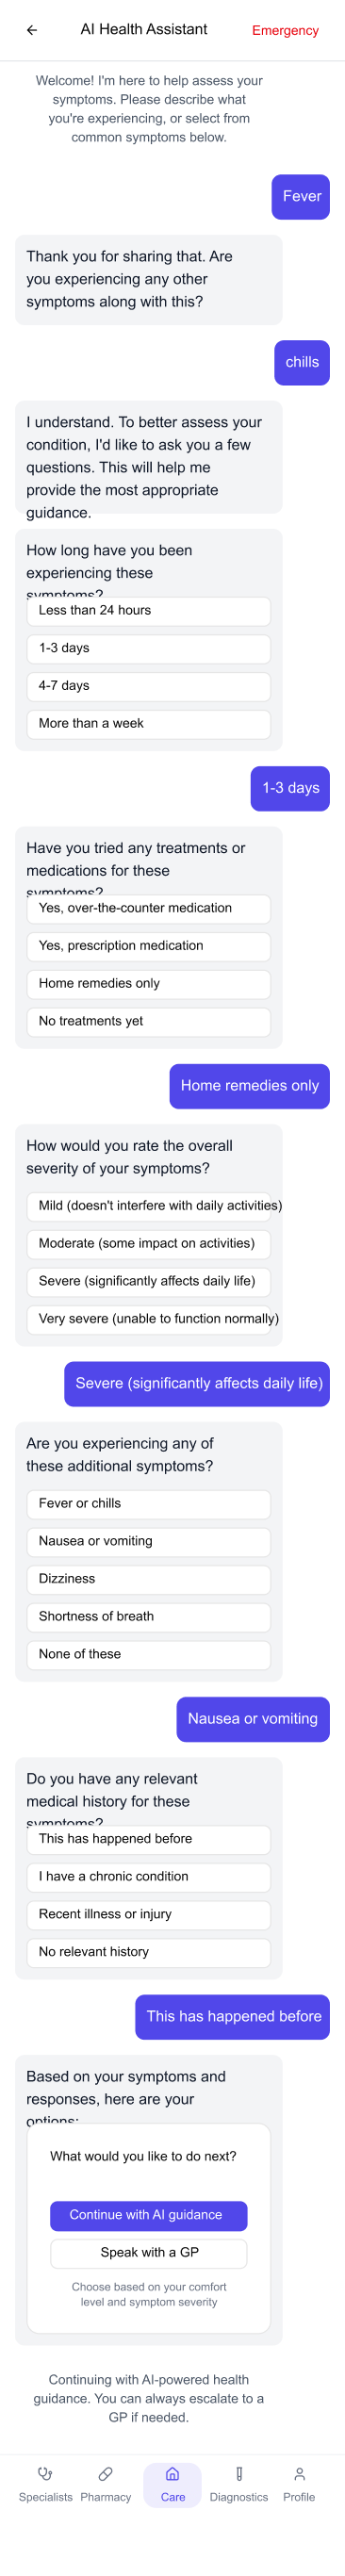 AI Health Assistant
Emergency
Welcome! I'm here to help assess your
symptoms. Please describe what
you're experiencing, or select from
common symptoms below.
Fever
Thank you for sharing that. Are
you experiencing any other
symptoms along with this?
chills
I understand. To better assess your
condition, I'd like to ask you a few
questions. This will help me
provide the most appropriate
guidance.
How long have you been
experiencing these
symptoms?
Less than 24 hours
1-3 days
4-7 days
More than a week
1-3 days
Have you tried any treatments or
medications for these
symptoms?
Yes, over-the-counter medication
Yes, prescription medication
Home remedies only
No treatments yet
Home remedies only
How would you rate the overall
severity of your symptoms?
Mild (doesn't interfere with daily activities)
Moderate (some impact on activities)
Severe (significantly affects daily life)
Very severe (unable to function normally)
Severe (significantly affects daily life)
Are you experiencing any of
these additional symptoms?
Fever or chills
Nausea or vomiting
Dizziness
Shortness of breath
None of these
Nausea or vomiting
Do you have any relevant
medical history for these
symptoms?
This has happened before
I have a chronic condition
Recent illness or injury
No relevant history
This has happened before
Based on your symptoms and
responses, here are your
options:
What would you like to do next?
Continue with AI guidance
Speak with a GP
Choose based on your comfort
level and symptom severity
Continuing with AI-powered health
guidance. You can always escalate to a
GP if needed.
Specialists Pharmacy Care Diagnostics Profile